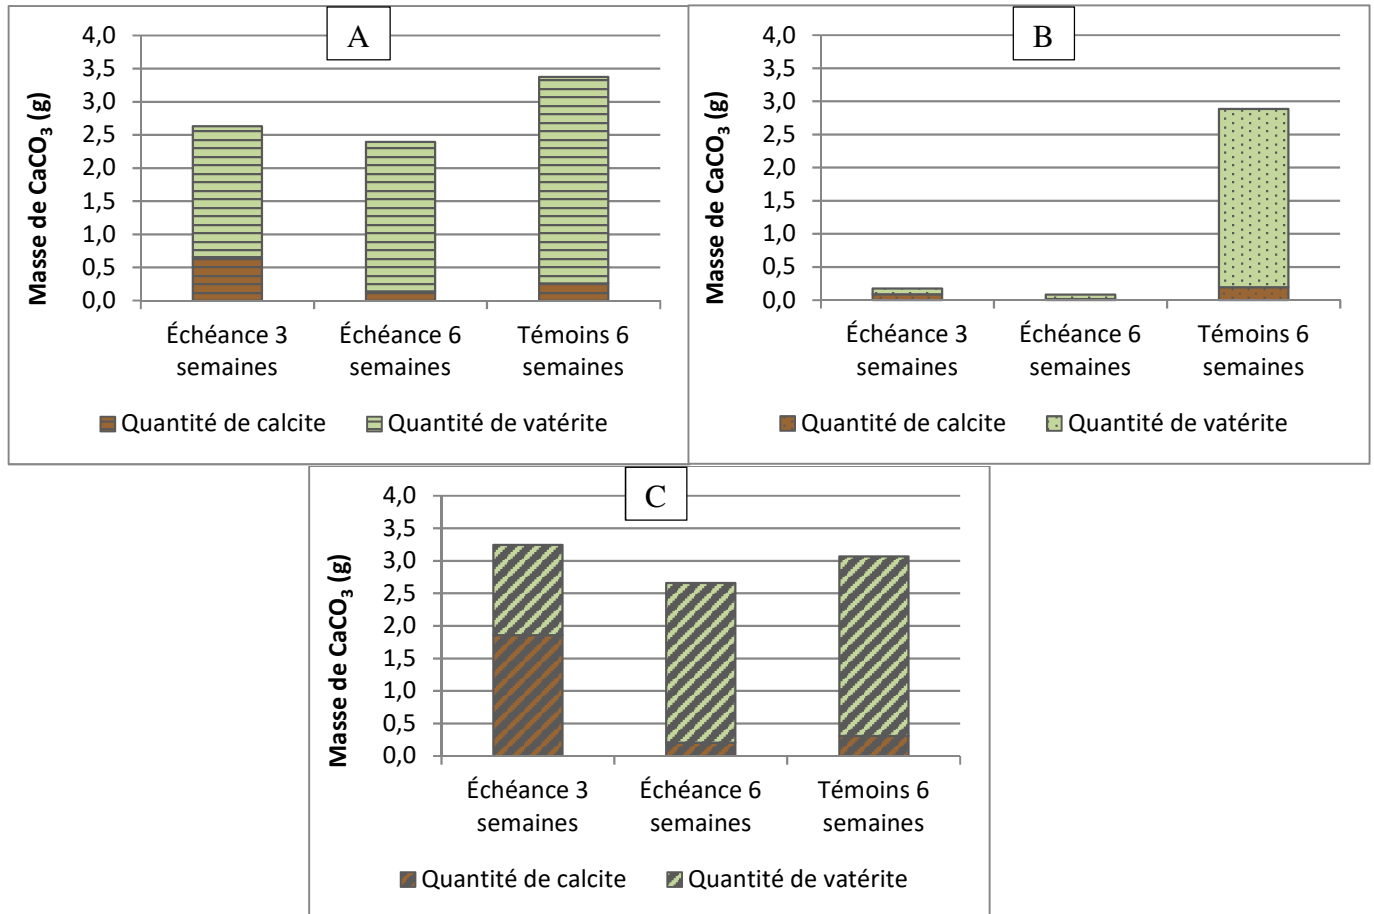 A
Masse de CaCO₃ (g)
4,0
3,5
3,0
2,5
2,0
1,5
1,0
0,5
0,0
Échéance 3 semaines
Échéance 6 semaines
Témoins 6 semaines
Quantité de calcite
Quantité de vatérite
B
Masse de CaCO₃ (g)
4,0
3,5
3,0
2,5
2,0
1,5
1,0
0,5
0,0
Échéance 3 semaines
Échéance 6 semaines
Témoins 6 semaines
Quantité de calcite
Quantité de vatérite
C
Masse de CaCO₃ (g)
4,0
3,5
3,0
2,5
2,0
1,5
1,0
0,5
0,0
Échéance 3 semaines
Échéance 6 semaines
Témoins 6 semaines
Quantité de calcite
Quantité de vatérite